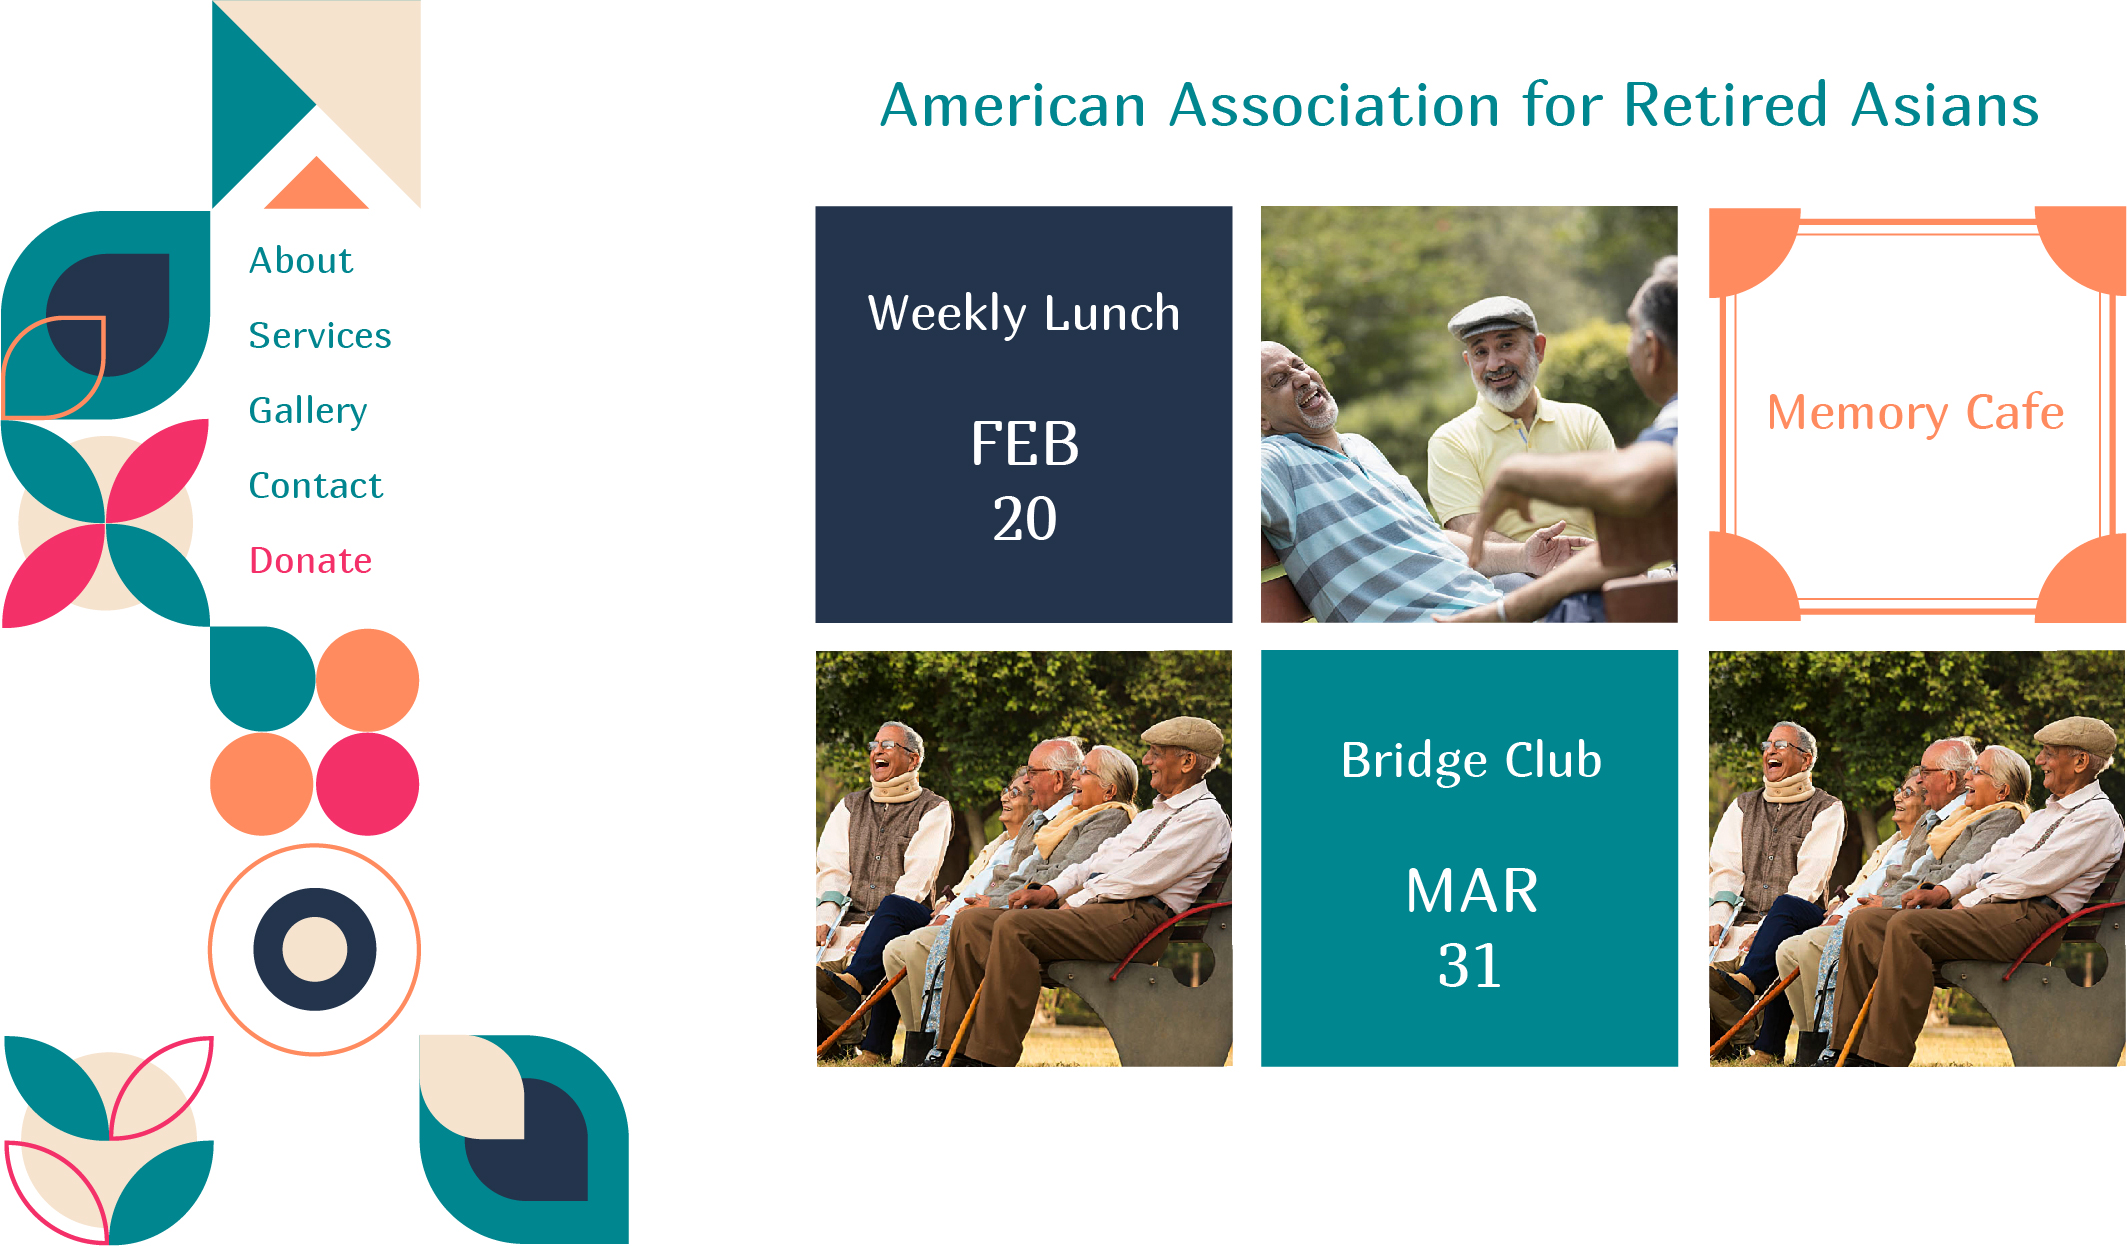 American Association for Retired Asians
About
Services
Gallery
Contact
Donate
Weekly Lunch
FEB
20
Memory Cafe
Bridge Club
MAR
31